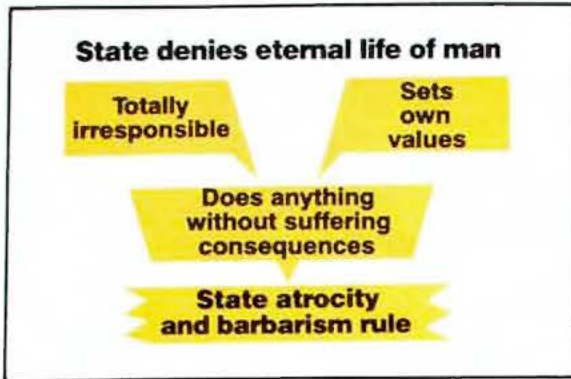 State denies eternal life of man
Totally
irresponsible
Sets
own
values
Does anything
without suffering
consequences
State atrocity
and barbarism rule